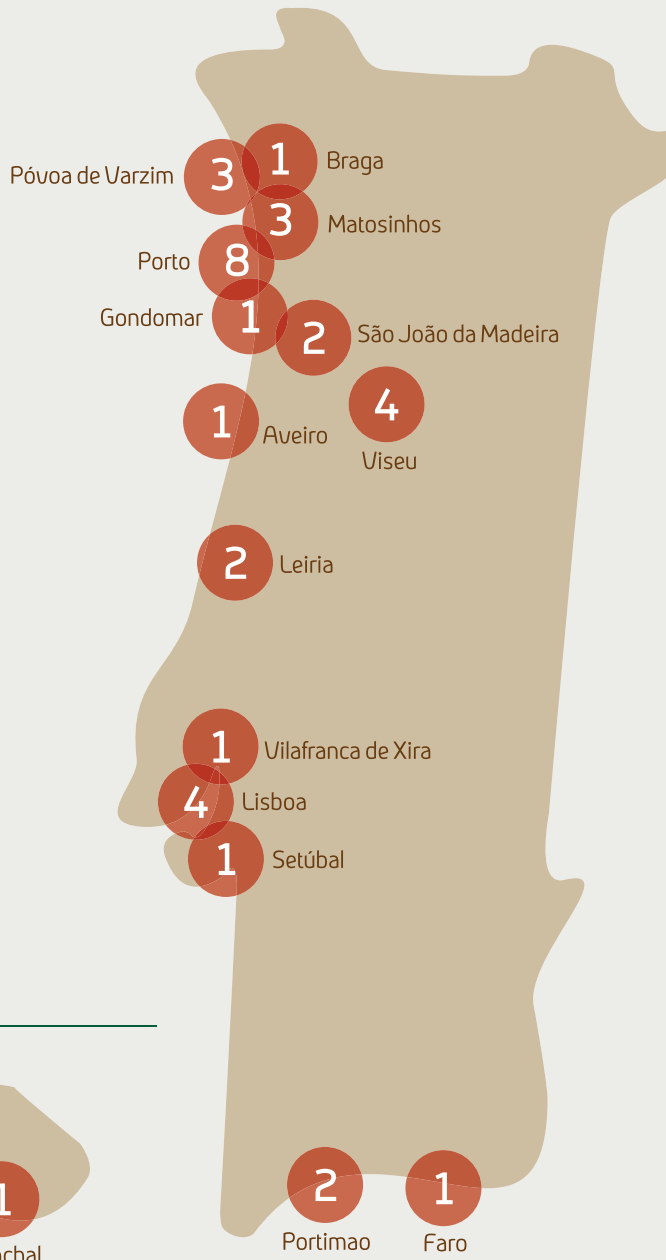 1
Braga
Póvoa de Varzim
3
3
Matosinhos
Porto
8
Gondomar
1
2
São João da Madeira
4
Viseu
1
Aveiro
2
Leiria
1
Vilafranca de Xira
4
Lisboa
1
Setúbal
2
Portimao
1
Faro
1